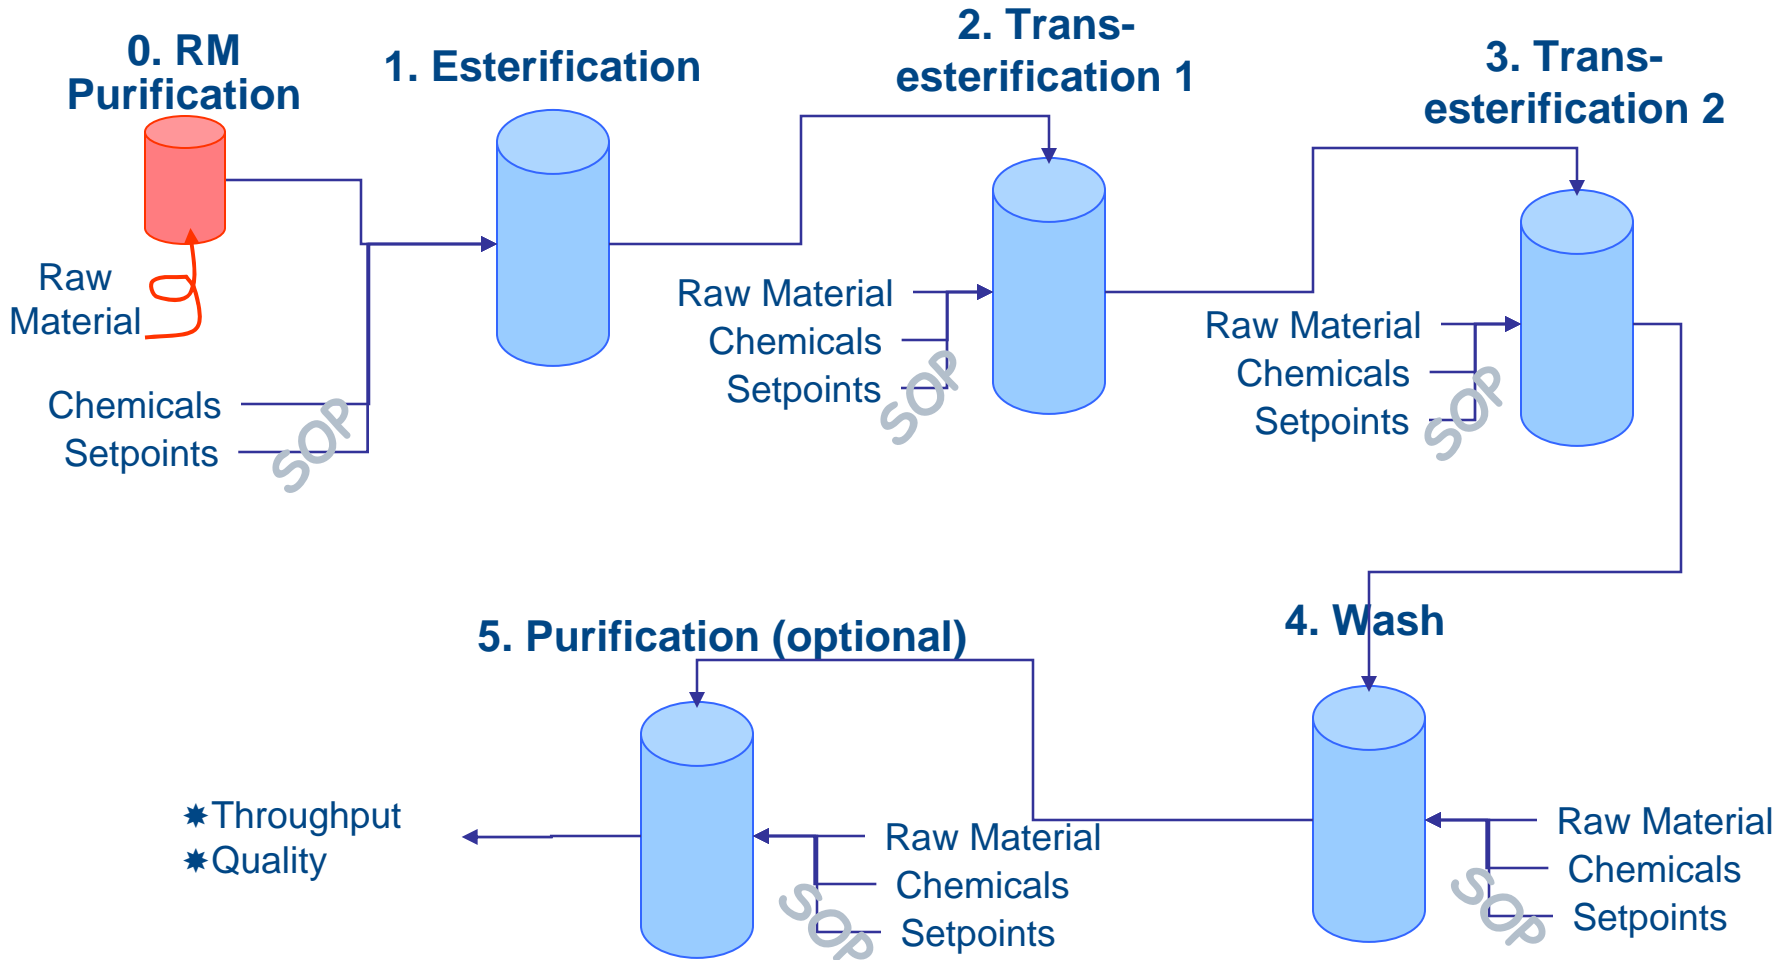 0. RM
Purification
1. Esterification
2. Trans-
esterification 1
3. Trans-
esterification 2
Raw
Material
Chemicals
Setpoints
SOP
Raw Material
Chemicals
Setpoints
SOP
Raw Material
Chemicals
Setpoints
SOP
4. Wash
5. Purification (optional)
Throughput
Quality
Raw Material
Chemicals
Setpoints
SOP
Raw Material
Chemicals
Setpoints
SOP